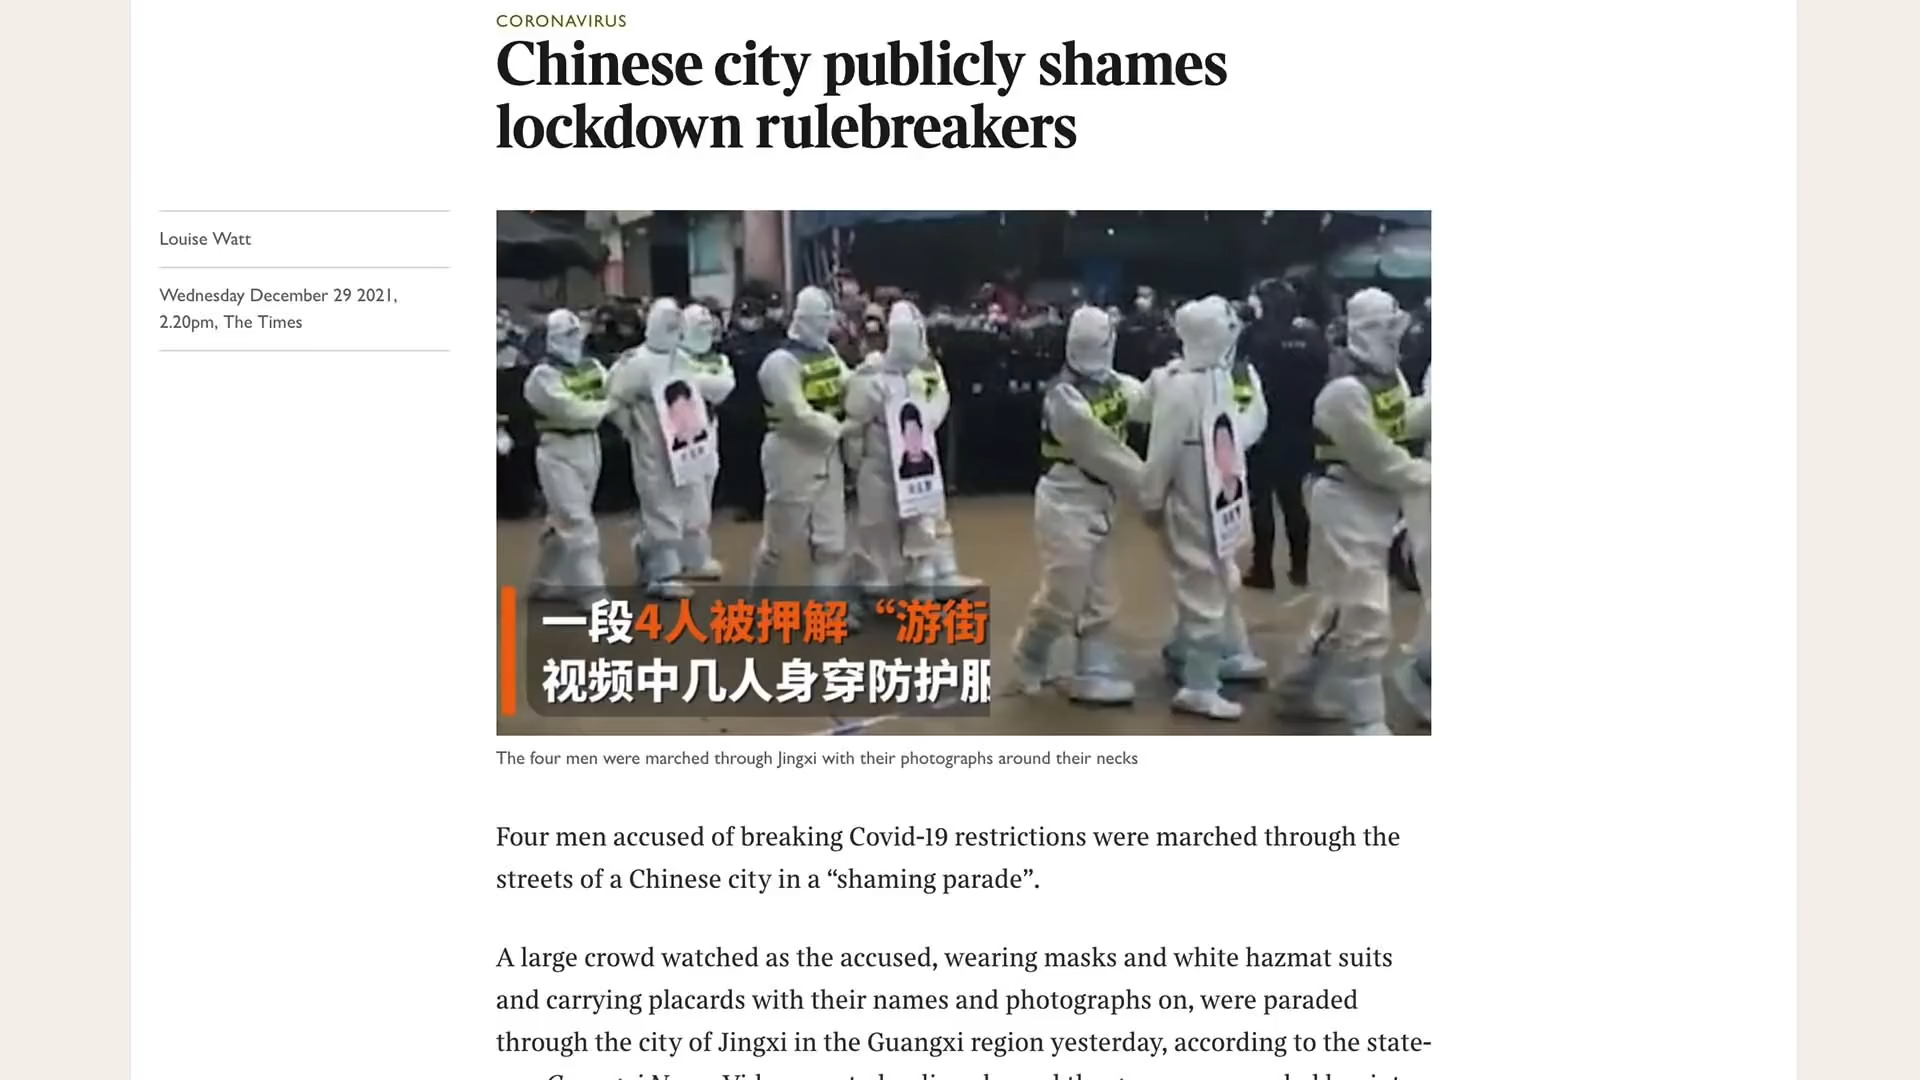 CORONAVIRUS
Chinese city publicly shames
lockdown rulebreakers
Louise Watt
Wednesday December 29 2021,
2.20pm, The Times
一段4人被押解“游街
视频中几人身穿防护服
The four men were marched through Jingxi with their photographs around their necks
Four men accused of breaking Covid-19 restrictions were marched through the
streets of a Chinese city in a “shaming parade”.
A large crowd watched as the accused, wearing masks and white hazmat suits
and carrying placards with their names and photographs on, were paraded
through the city of Jingxi in the Guangxi region yesterday, according to the state-